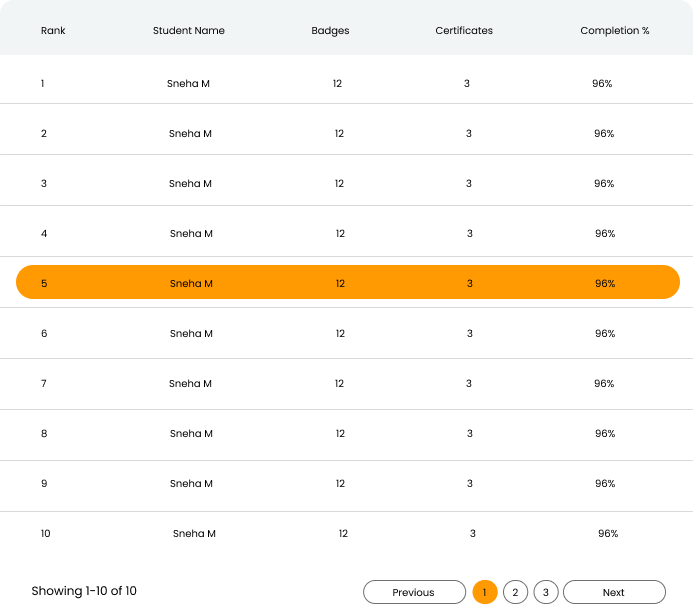 Rank Student Name Badges Certificates Completion %
1 Sneha M 12 3 96%
2 Sneha M 12 3 96%
3 Sneha M 12 3 96%
4 Sneha M 12 3 96%
5 Sneha M 12 3 96%
6 Sneha M 12 3 96%
7 Sneha M 12 3 96%
8 Sneha M 12 3 96%
9 Sneha M 12 3 96%
10 Sneha M 12 3 96%
Showing 1-10 of 10 Previous 1 2 3 Next